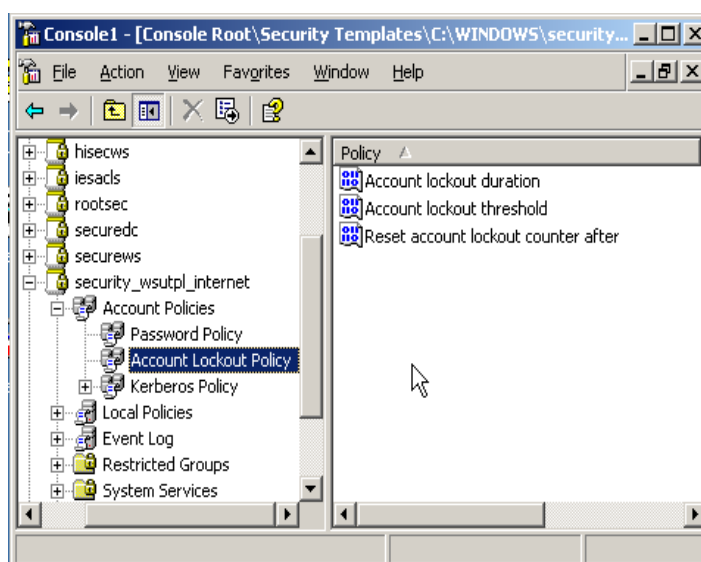 Console1 - [Console Root\Security Templates\C:\WINDOWS\security...
File Action View Favorites Window Help
hisecws
iesacls
rootsec
securedc
securews
security_wsutpl_internet
Account Policies
Password Policy
Account Lockout Policy
Kerberos Policy
Local Policies
Event Log
Restricted Groups
System Services
Policy
Account lockout duration
Account lockout threshold
Reset account lockout counter after